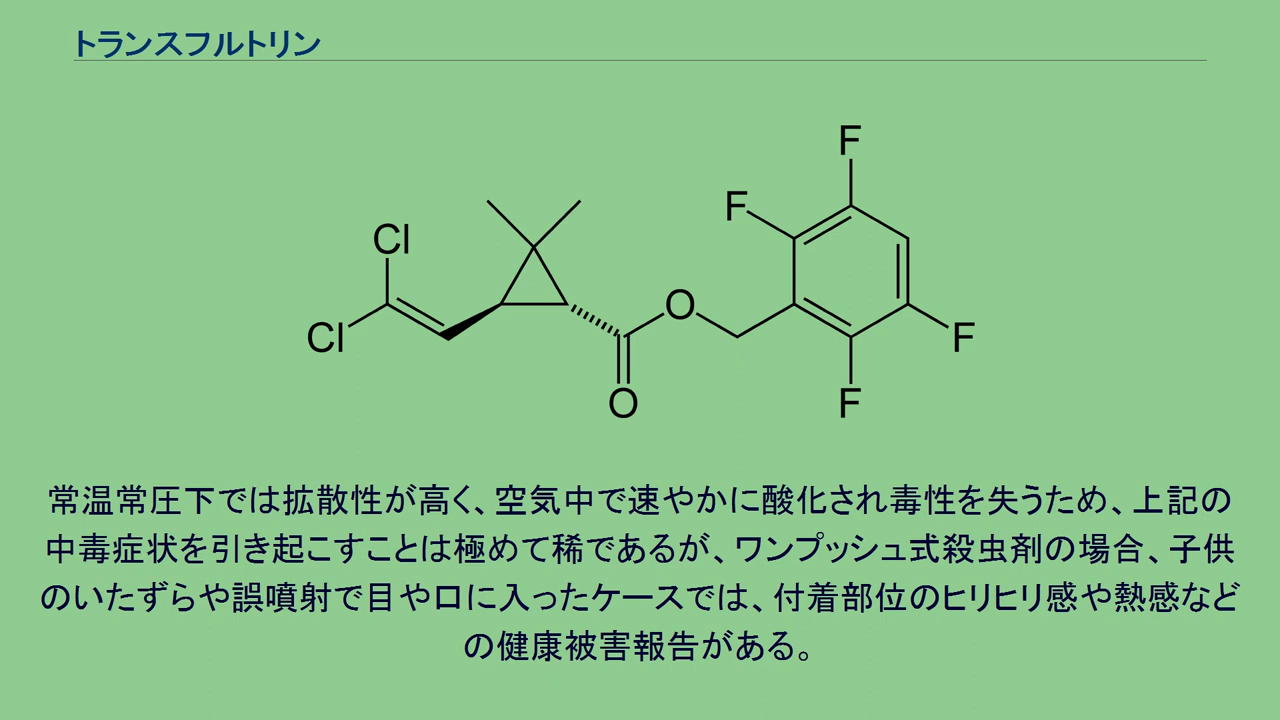 トランスフルトリン
F
F
Cl
Cl
O
F
O
F
常温常圧下では拡散性が高く、空気中で速やかに酸化され毒性を失うため、上記の
中毒症状を引き起こすことは極めて稀であるが、ワンプッシュ式殺虫剤の場合、子供
のいたずらや誤噴射で目や口に入ったケースでは、付着部位のヒリヒリ感や熱感など
の健康被害報告がある。